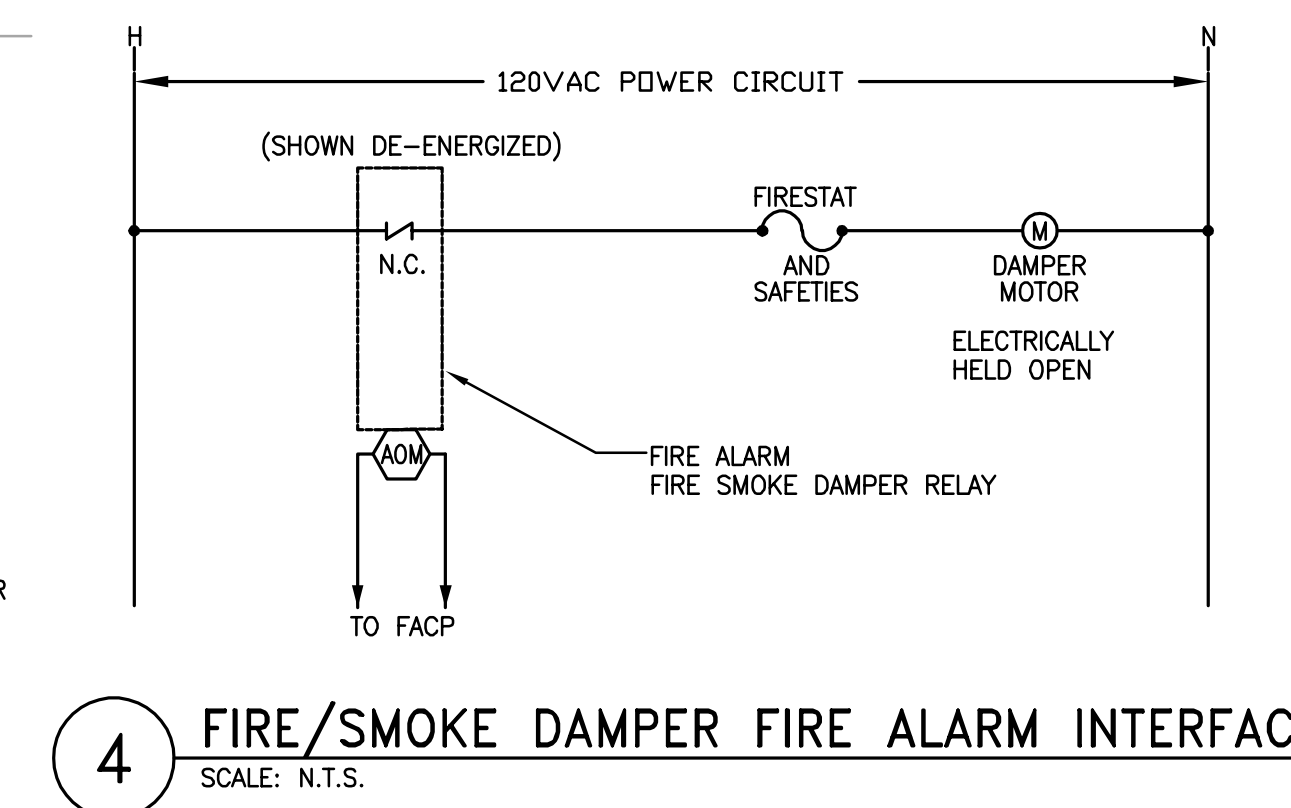 H
N
120VAC POWER CIRCUIT
(SHOWN DE-ENERGIZED)
N.C.
FIRESTAT
AND
SAFETIES
M
DAMPER
MOTOR
ELECTRICALLY
HELD OPEN
FIRE ALARM
FIRE SMOKE DAMPER RELAY
AOM
R
TO FACP
4
FIRE/SMOKE DAMPER FIRE ALARM INTERFAC
SCALE: N.T.S.